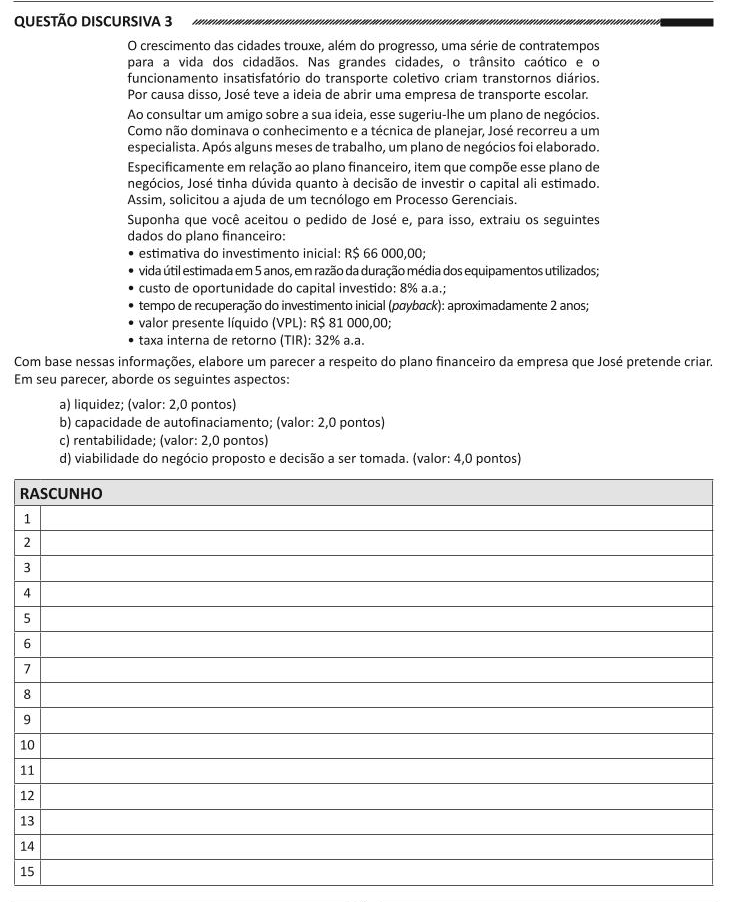 QUESTÃO DISCURSIVA 3
O crescimento das cidades trouxe, além do progresso, uma série de contratempos
para a vida dos cidadãos. Nas grandes cidades, o trânsito caótico e o
funcionamento insatisfatório do transporte coletivo criam transtornos diários.
Por causa disso, José teve a ideia de abrir uma empresa de transporte escolar.
Ao consultar um amigo sobre a sua ideia, esse sugeriu-lhe um plano de negócios.
Como não dominava o conhecimento e a técnica de planejar, José recorreu a um
especialista. Após alguns meses de trabalho, um plano de negócios foi elaborado.
Especificamente em relação ao plano financeiro, item que compõe esse plano de
negócios, José tinha dúvida quanto à decisão de investir o capital ali estimado.
Assim, solicitou a ajuda de um tecnólogo em Processo Gerenciais.
Suponha que você aceitou o pedido de José e, para isso, extraiu os seguintes
dados do plano financeiro:
• estimativa do investimento inicial: R$ 66 000,00;
• vida útil estimada em 5 anos, em razão da duração média dos equipamentos utilizados;
• custo de oportunidade do capital investido: 8% a.a.;
• tempo de recuperação do investimento inicial (payback): aproximadamente 2 anos;
• valor presente líquido (VPL): R$ 81 000,00;
• taxa interna de retorno (TIR): 32% a.a.
Com base nessas informações, elabore um parecer a respeito do plano financeiro da empresa que José pretende criar.
Em seu parecer, aborde os seguintes aspectos:
a) liquidez; (valor: 2,0 pontos)
b) capacidade de autofinaciamento; (valor: 2,0 pontos)
c) rentabilidade; (valor: 2,0 pontos)
d) viabilidade do negócio proposto e decisão a ser tomada. (valor: 4,0 pontos)
RASCUNHO
1
2
3
4
5
6
7
8
9
10
11
12
13
14
15